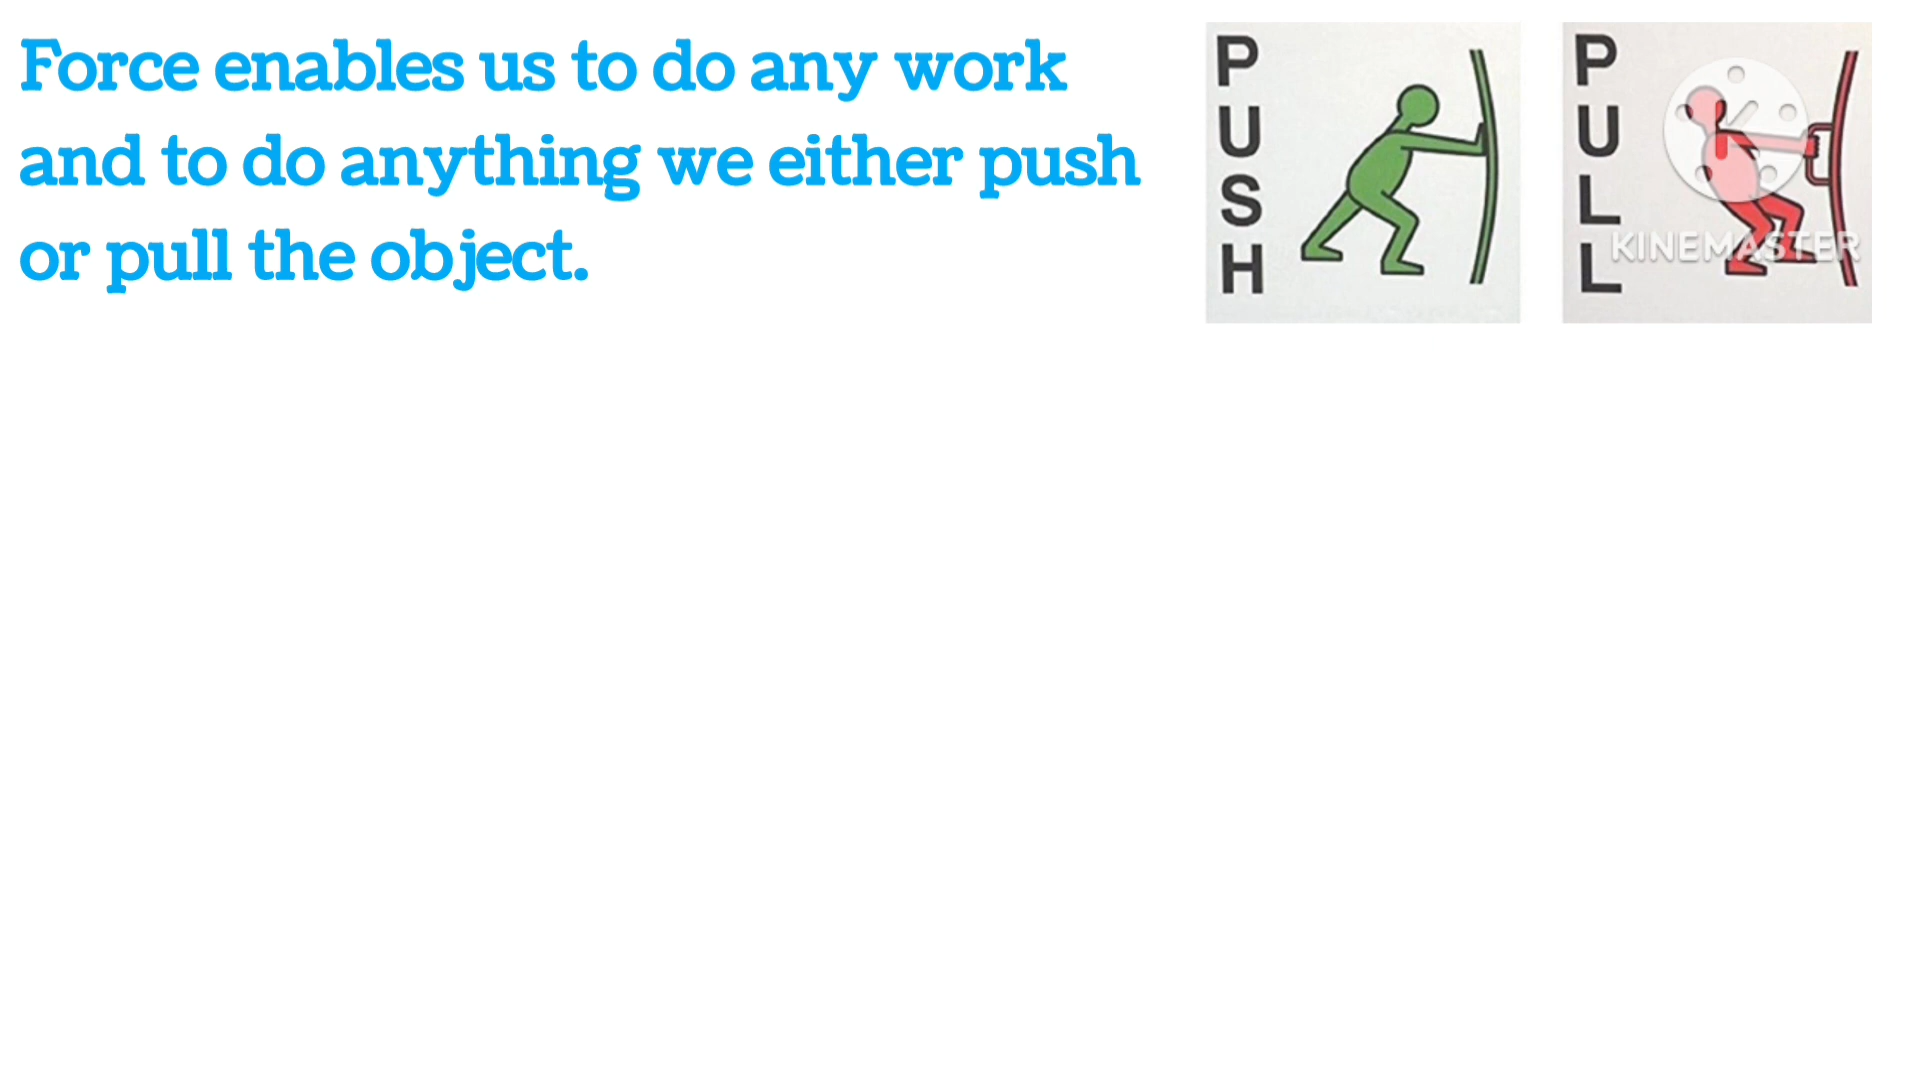 Force enables us to do any work
and to do anything we either push
or pull the object.
PUSH
PULL
KINEMASTER